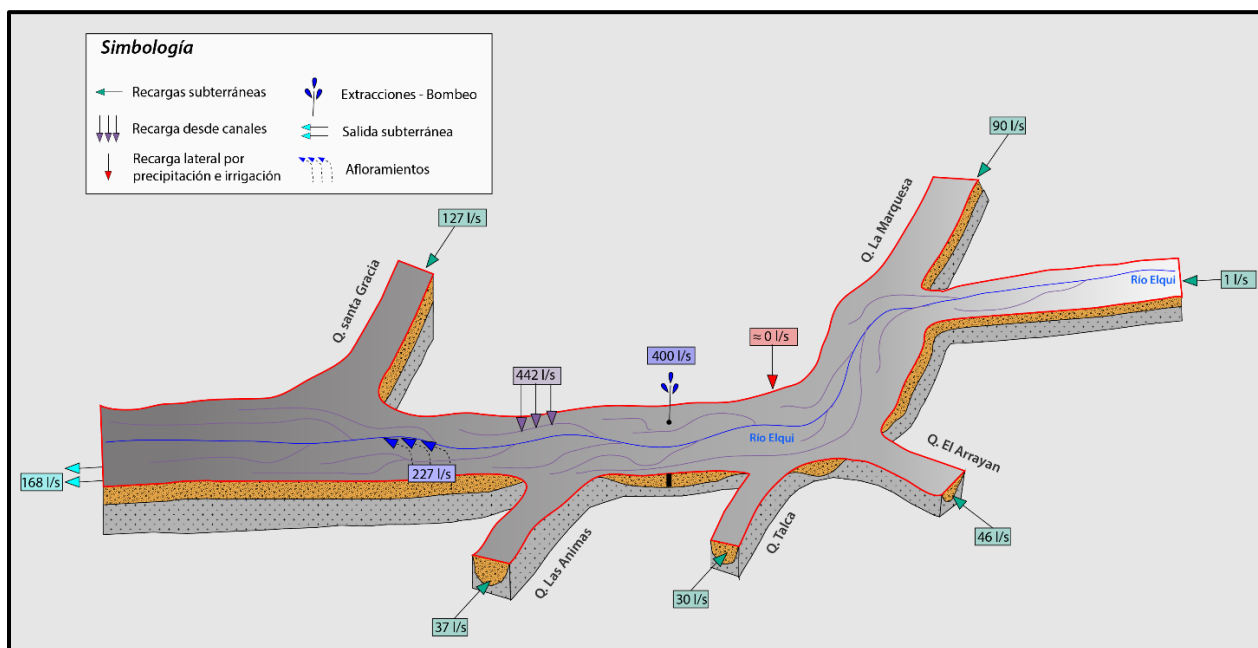 Simbología
Recargas subterráneas
Extracciones - Bombeo
Recarga desde canales
Salida subterránea
Recarga lateral por
precipitación e irrigación
Afloramientos
90 l/s
Q. La Marquesa
127 l/s
Q. santa Gracia
Río Elqui
1 l/s
≈ 0 l/s
400 l/s
442 l/s
Río Elqui
Q. El Arrayan
227 l/s
168 l/s
46 l/s
Q. Talca
Q. Las Animas
30 l/s
37 l/s